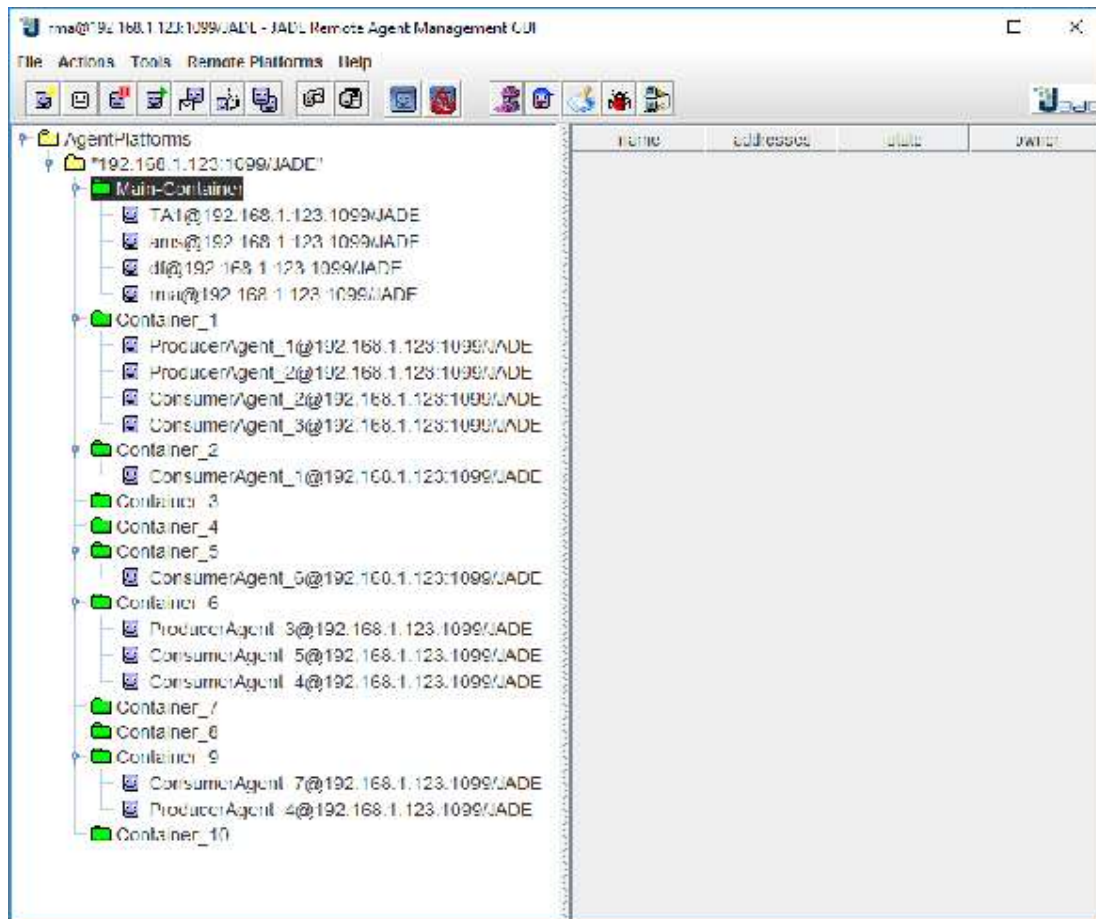 rma@192.168.1.123:1099/JADE - JADE Remote Agent Management GUI
File Actions Tools Remote Platforms Help
name addresses state owner
AgentPlatforms
"192.168.1.123:1099/JADE"
Main-Container
TA1@192.168.1.123:1099/JADE
ams@192.168.1.123:1099/JADE
df@192.168.1.123:1099/JADE
rma@192.168.1.123:1099/JADE
Container_1
ProducerAgent_1@192.168.1.123:1099/JADE
ProducerAgent_2@192.168.1.123:1099/JADE
ConsumerAgent_2@192.168.1.123:1099/JADE
ConsumerAgent_3@192.168.1.123:1099/JADE
Container_2
ConsumerAgent_1@192.168.1.123:1099/JADE
Container_3
Container_4
Container_5
ConsumerAgent_6@192.168.1.123:1099/JADE
Container_6
ProducerAgent_3@192.168.1.123:1099/JADE
ConsumerAgent_5@192.168.1.123:1099/JADE
ConsumerAgent_4@192.168.1.123:1099/JADE
Container_7
Container_8
Container_9
ConsumerAgent_7@192.168.1.123:1099/JADE
ProducerAgent_4@192.168.1.123:1099/JADE
Container_10